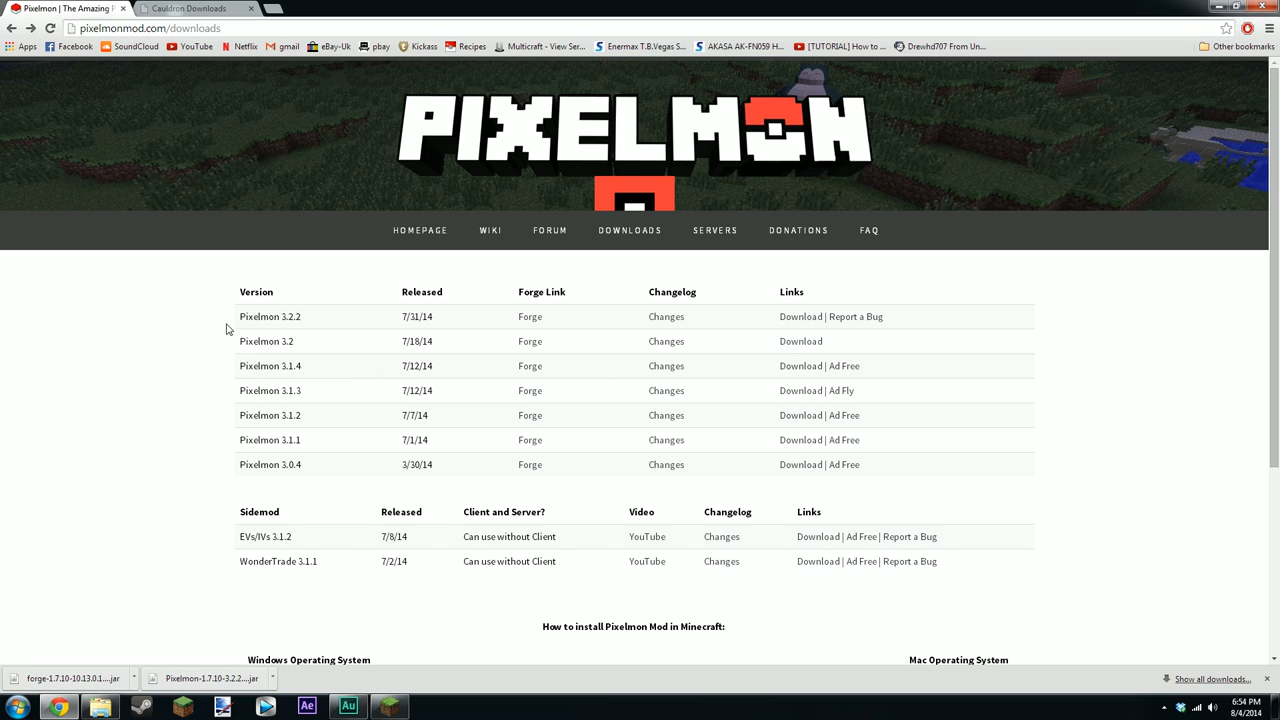 Pixelmon | The Amazing P
Cauldron Downloads
pixelmonmod.com/downloads
Apps Facebook SoundCloud YouTube Netflix gmail eBay-Uk pbay Kickass Recipes Multicraft - View Ser... Enermax T.B.Vegas S... AKASA AK-FN059 H... [TUTORIAL] How to ... Drewhd707 From Un... Other bookmarks
PIXELMON
HOMEPAGE WIKI FORUM DOWNLOADS SERVERS DONATIONS FAQ
Version Released Forge Link Changelog Links
Pixelmon 3.2.2 7/31/14 Forge Changes Download | Report a Bug
Pixelmon 3.2 7/18/14 Forge Changes Download
Pixelmon 3.1.4 7/12/14 Forge Changes Download | Ad Free
Pixelmon 3.1.3 7/12/14 Forge Changes Download | Ad Fly
Pixelmon 3.1.2 7/7/14 Forge Changes Download | Ad Free
Pixelmon 3.1.1 7/1/14 Forge Changes Download | Ad Free
Pixelmon 3.0.4 3/30/14 Forge Changes Download | Ad Free
Sidemod Released Client and Server? Video Changelog Links
EVs/IVs 3.1.2 7/8/14 Can use without Client YouTube Changes Download | Ad Free | Report a Bug
WonderTrade 3.1.1 7/2/14 Can use without Client YouTube Changes Download | Ad Free | Report a Bug
How to install Pixelmon Mod in Minecraft:
Windows Operating System Mac Operating System
forge-1.7.10-10.13.0.1....jar Pixelmon-1.7.10-3.2.2....jar Show all downloads...
Ae Au
6:54 PM
8/4/2014